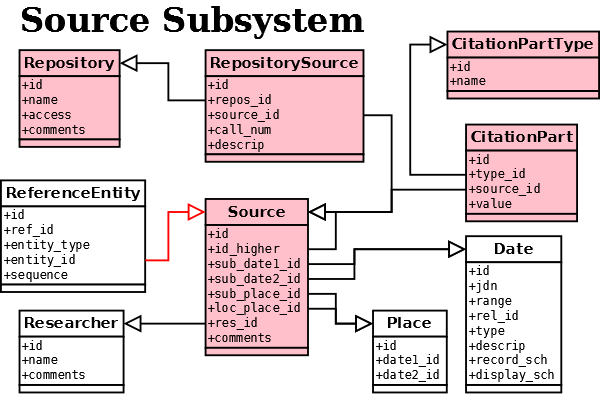 Source Subsystem
Repository
+id
+name
+access
+comments
RepositorySource
+id
+repos_id
+source_id
+call_num
+descrip
CitationPartType
+id
+name
CitationPart
+id
+type_id
+source_id
+value
ReferenceEntity
+id
+ref_id
+entity_type
+entity_id
+sequence
Source
+id
+id_higher
+sub_date1_id
+sub_date2_id
+sub_place_id
+loc_place_id
+res_id
+comments
Date
+id
+jdn
+range
+rel_id
+type
+descrip
+record_sch
+display_sch
Researcher
+id
+name
+comments
Place
+id
+date1_id
+date2_id